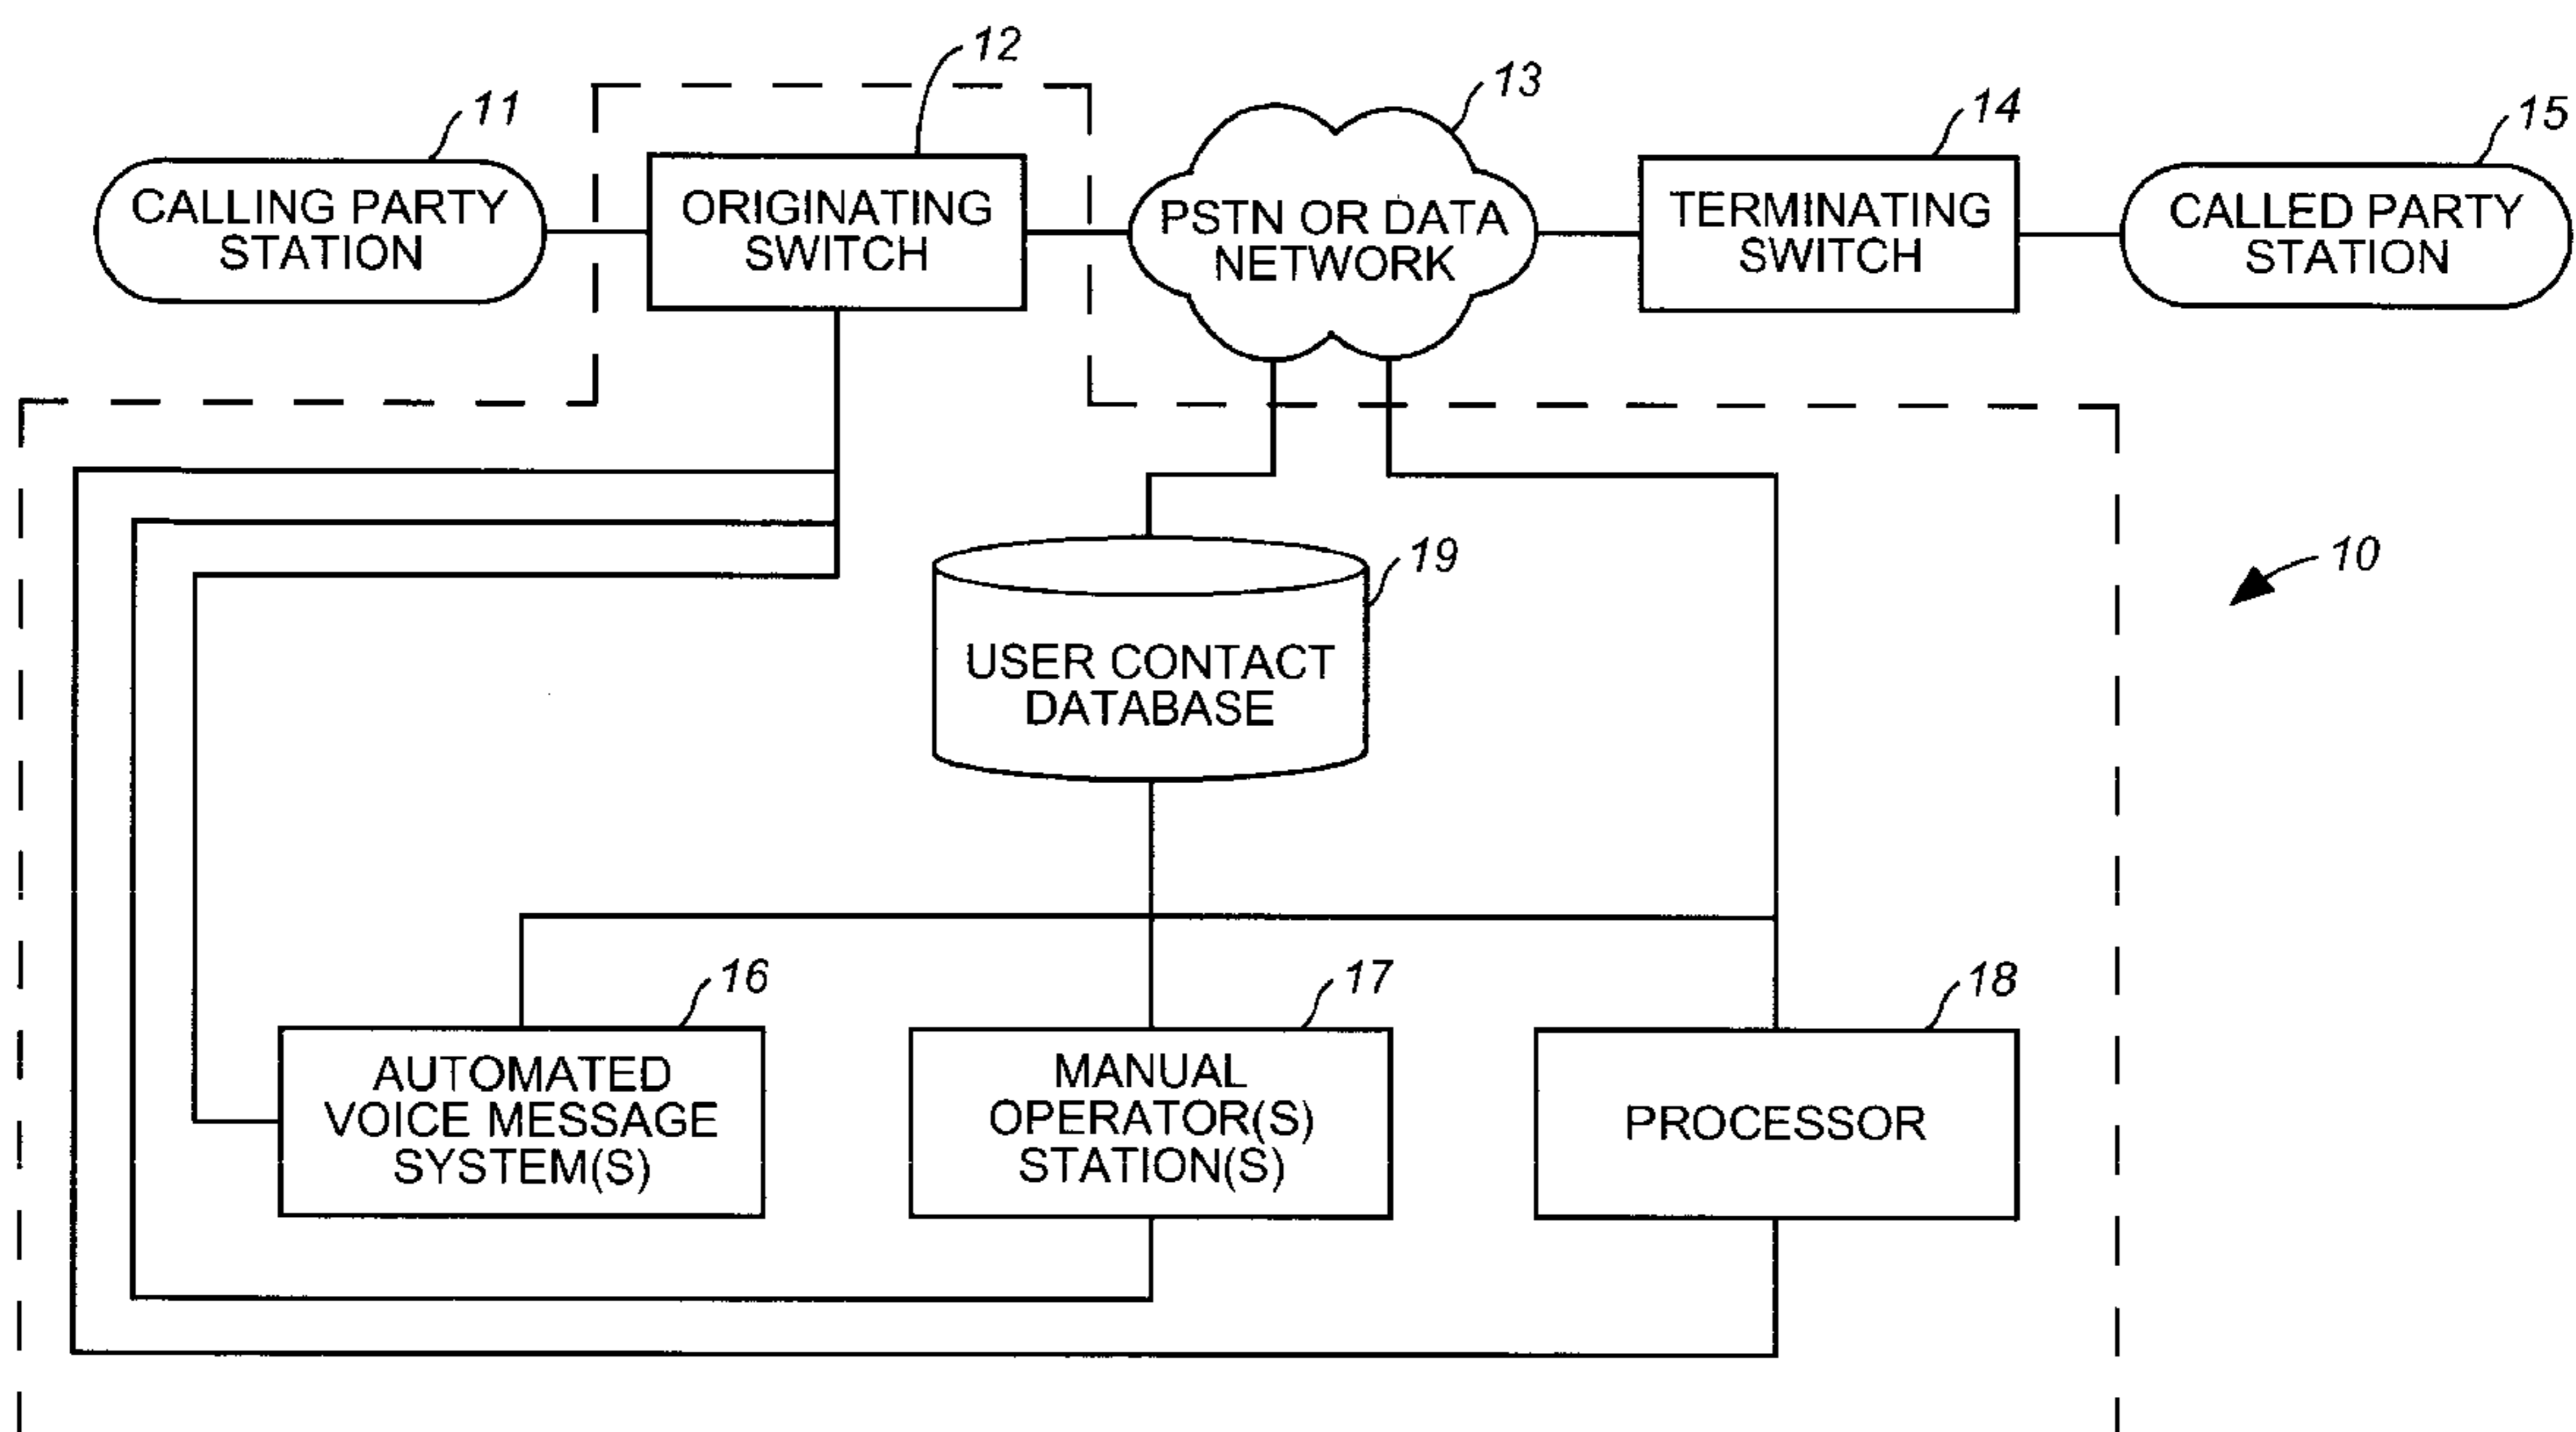 12
13
11
14
15
CALLING PARTY
STATION
ORIGINATING
SWITCH
PSTN OR DATA
NETWORK
TERMINATING
SWITCH
CALLED PARTY
STATION
10
19
USER CONTACT
DATABASE
16
17
18
AUTOMATED
VOICE MESSAGE
SYSTEM(S)
MANUAL
OPERATOR(S)
STATION(S)
PROCESSOR